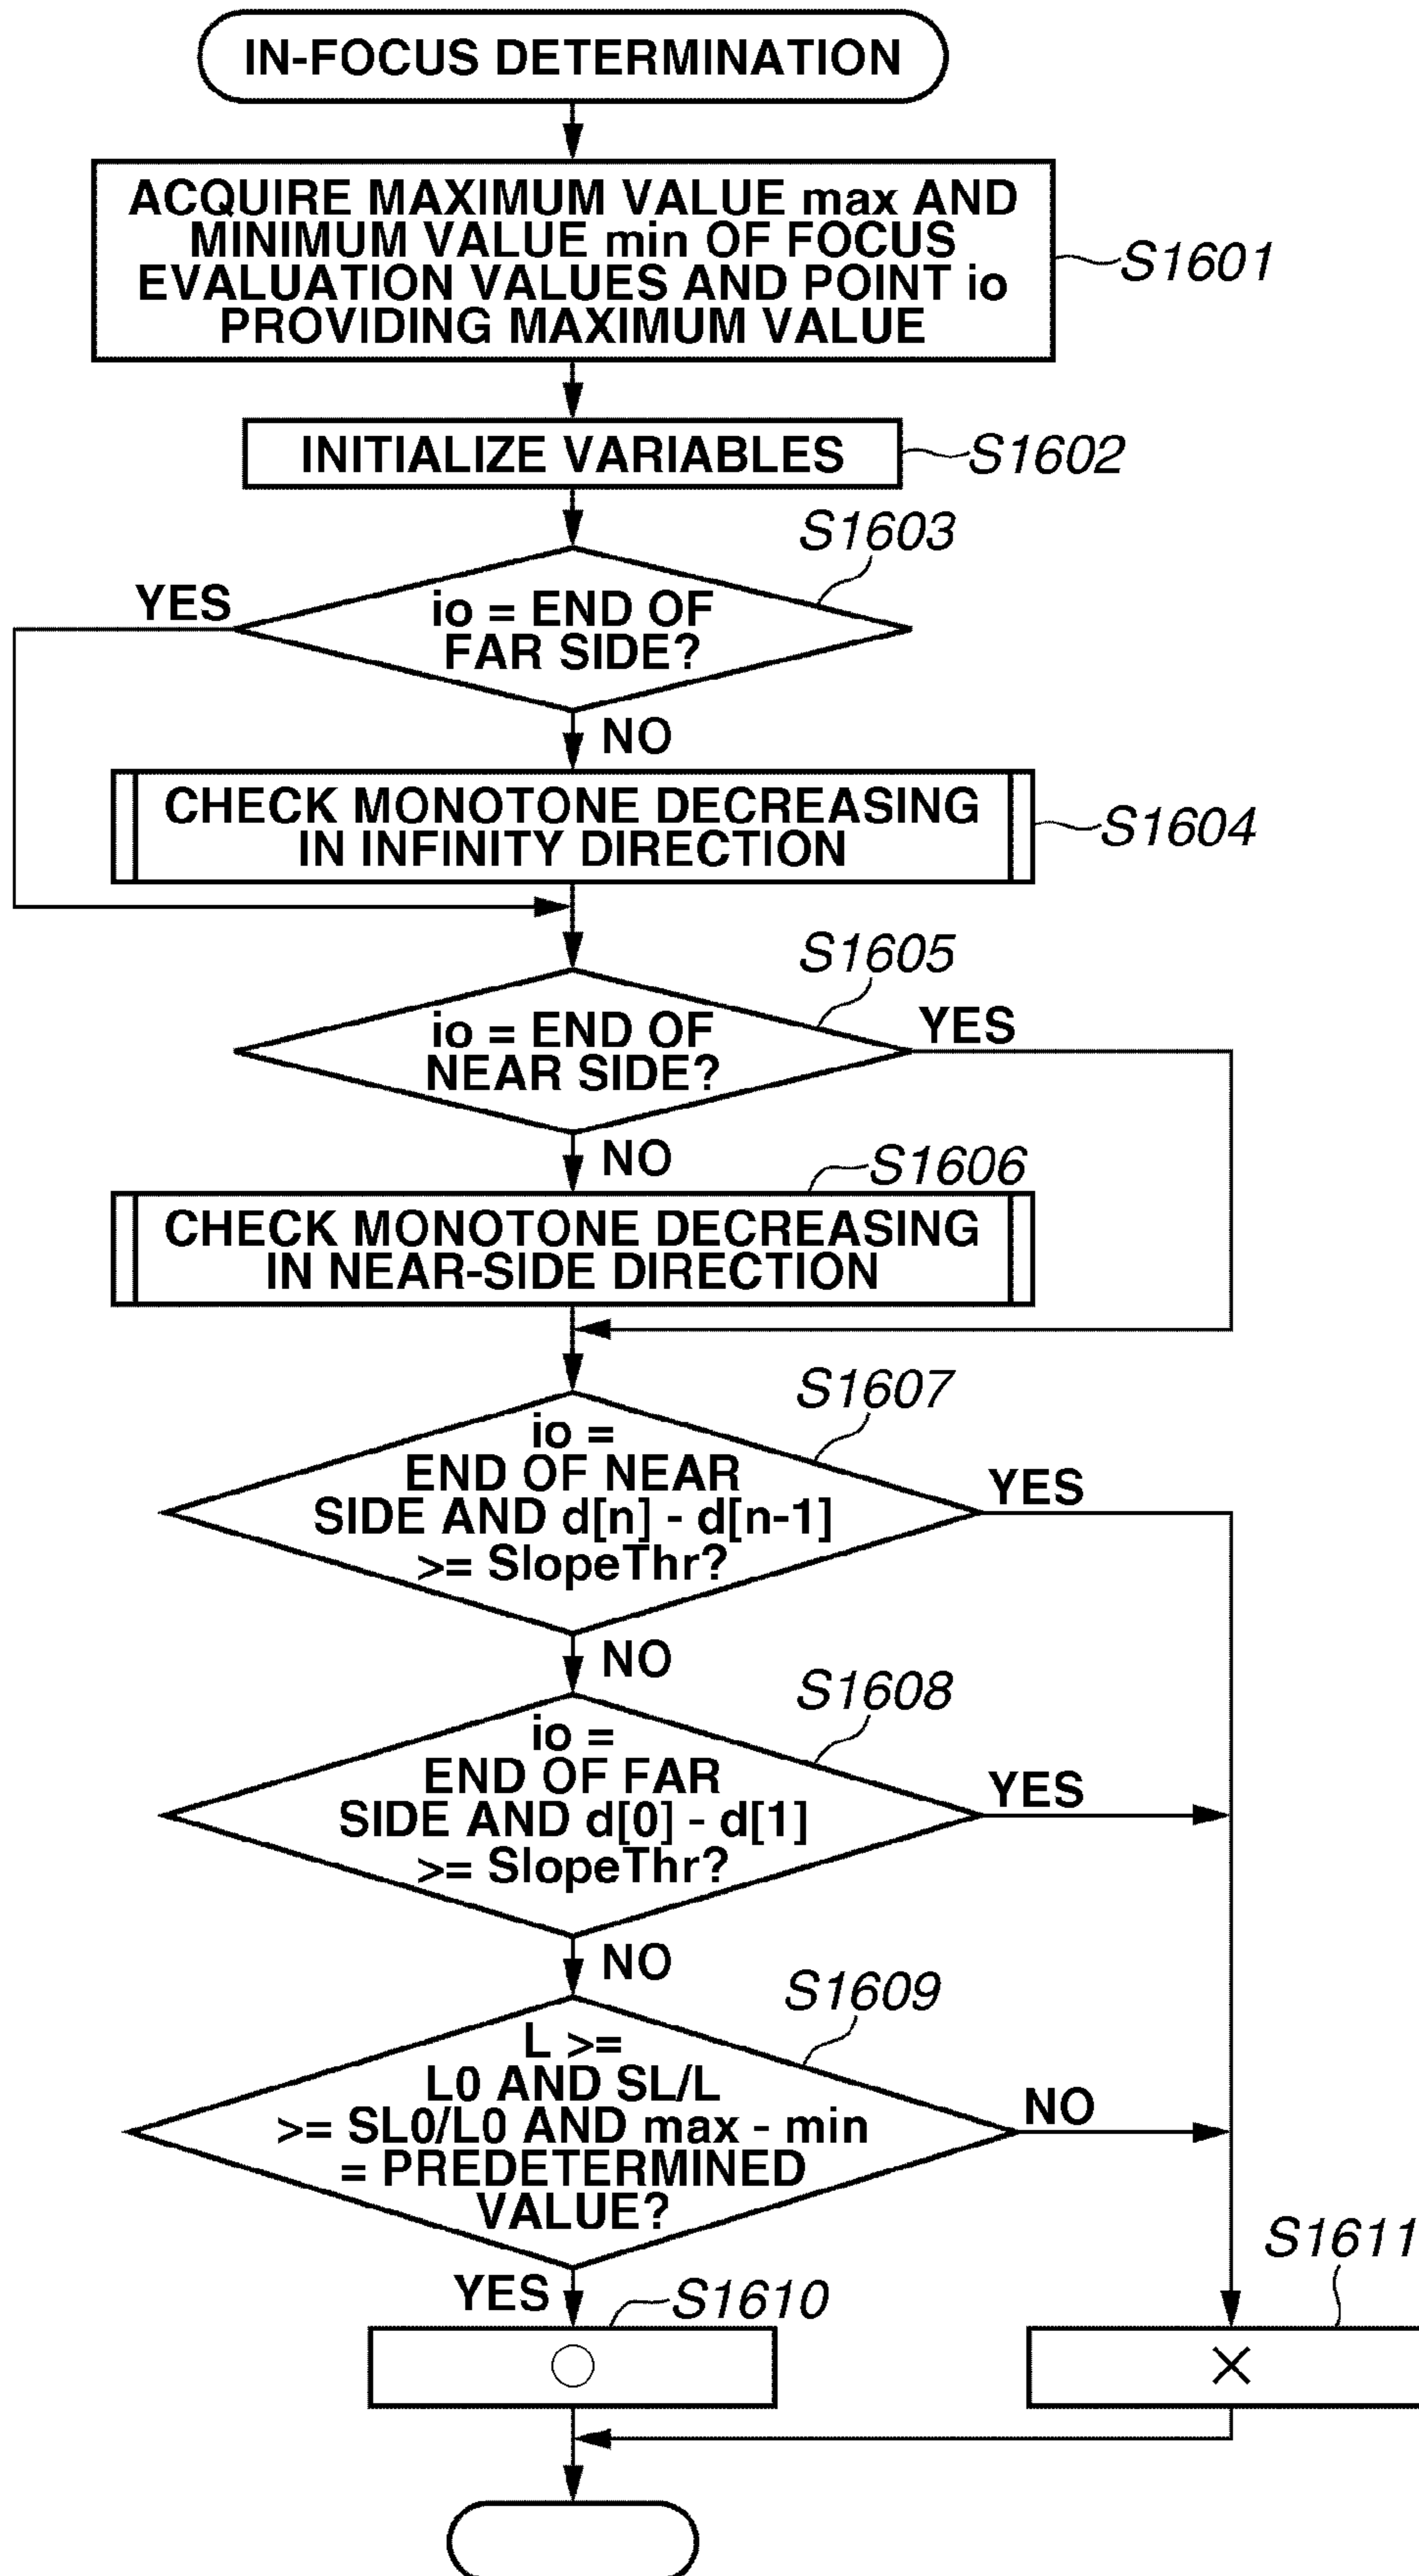 IN-FOCUS DETERMINATION
ACQUIRE MAXIMUM VALUE max AND
MINIMUM VALUE min OF FOCUS
EVALUATION VALUES AND POINT io
PROVIDING MAXIMUM VALUE
S1601
INITIALIZE VARIABLES
S1602
S1603
YES
io = END OF
FAR SIDE?
NO
CHECK MONOTONE DECREASING
IN INFINITY DIRECTION
S1604
S1605
io = END OF
NEAR SIDE?
YES
NO
S1606
CHECK MONOTONE DECREASING
IN NEAR-SIDE DIRECTION
S1607
io =
END OF NEAR
SIDE AND d[n] - d[n-1]
>= SlopeThr?
YES
NO
S1608
io =
END OF FAR
SIDE AND d[0] - d[1]
>= SlopeThr?
YES
NO
S1609
L >=
L0 AND SL/L
>= SL0/L0 AND max - min
= PREDETERMINED
VALUE?
NO
YES
S1610
S1611
○
×